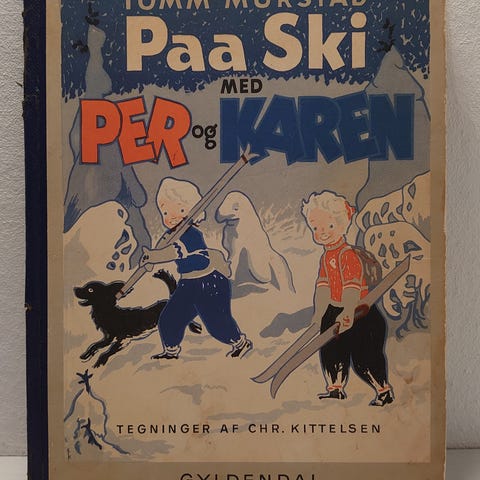 TOMM MURSTAD
Paa Ski
MED
PER og KAREN
TEGNINGER AF CHR. KITTELSEN
GYLDENDAL